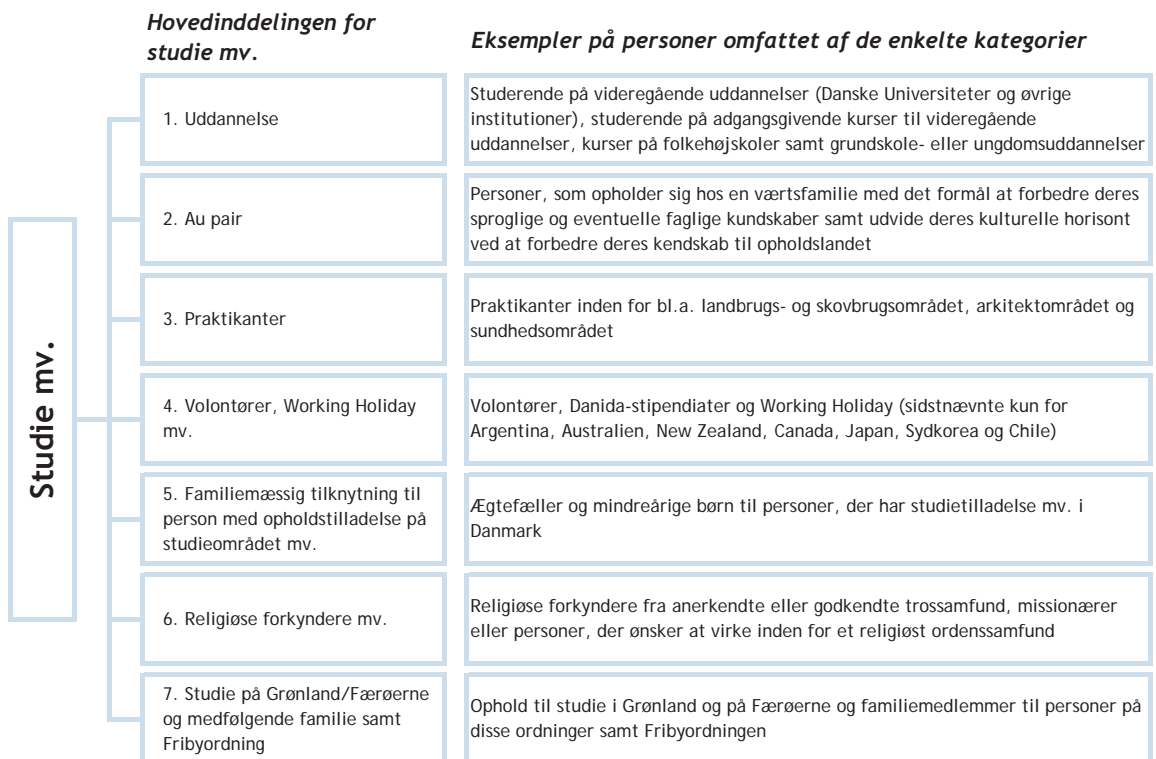 Hovedinddelingen for
studie mv.
Eksempler på personer omfattet af de enkelte kategorier
Studie mv.
1. Uddannelse
Studerende på videregående uddannelser (Danske Universiteter og øvrige
institutioner), studerende på adgangsgivende kurser til videregående
uddannelser, kurser på folkehøjskoler samt grundskole- eller ungdomsuddannelser
2. Au pair
Personer, som opholder sig hos en værtsfamilie med det formål at forbedre deres
sproglige og eventuelle faglige kundskaber samt udvide deres kulturelle horisont
ved at forbedre deres kendskab til opholdslandet
3. Praktikanter
Praktikanter inden for bl.a. landbrugs- og skovbrugsområdet, arkitektområdet og
sundhedsområdet
4. Volontører, Working Holiday
mv.
Volontører, Danida-stipendiater og Working Holiday (sidstnævnte kun for
Argentina, Australien, New Zealand, Canada, Japan, Sydkorea og Chile)
5. Familiemæssig tilknytning til
person med opholdstilladelse på
studieområdet mv.
Ægtefæller og mindreårige børn til personer, der har studietilladelse mv. i
Danmark
6. Religiøse forkyndere mv.
Religiøse forkyndere fra anerkendte eller godkendte trossamfund, missionærer
eller personer, der ønsker at virke inden for et religiøst ordenssamfund
7. Studie på Grønland/Færøerne
og medfølgende familie samt
Fribyordning
Ophold til studie i Grønland og på Færøerne og familiemedlemmer til personer på
disse ordninger samt Fribyordningen